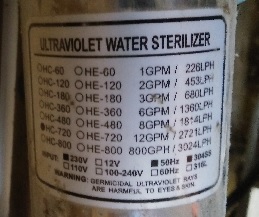 ULTRAVIOLET WATER STERILIZER
○HC-60 ○HE-60 1GPM/ 226LPH
○HC-120 ○HE-120 2GPM/ 453LPH
○HC-180 ○HE-180 3GPM/ 680LPH
○HC-360 ○HE-360 6GPM/ 1360LPH
○HC-480 ○HE-480 8GPM/ 1814LPH
●HC-720 ○HE-720 12GPM/ 2721LPH
○HC-800 ○HE-800 800GPH/ 3024LPH
INPUT: ■230V □12V ■50Hz ■304SS
□110V □100-240V □60Hz □316L
WARNING: GERMICIDAL ULTRAVIOLET RAYS
ARE HARMFUL TO EYES & SKIN.